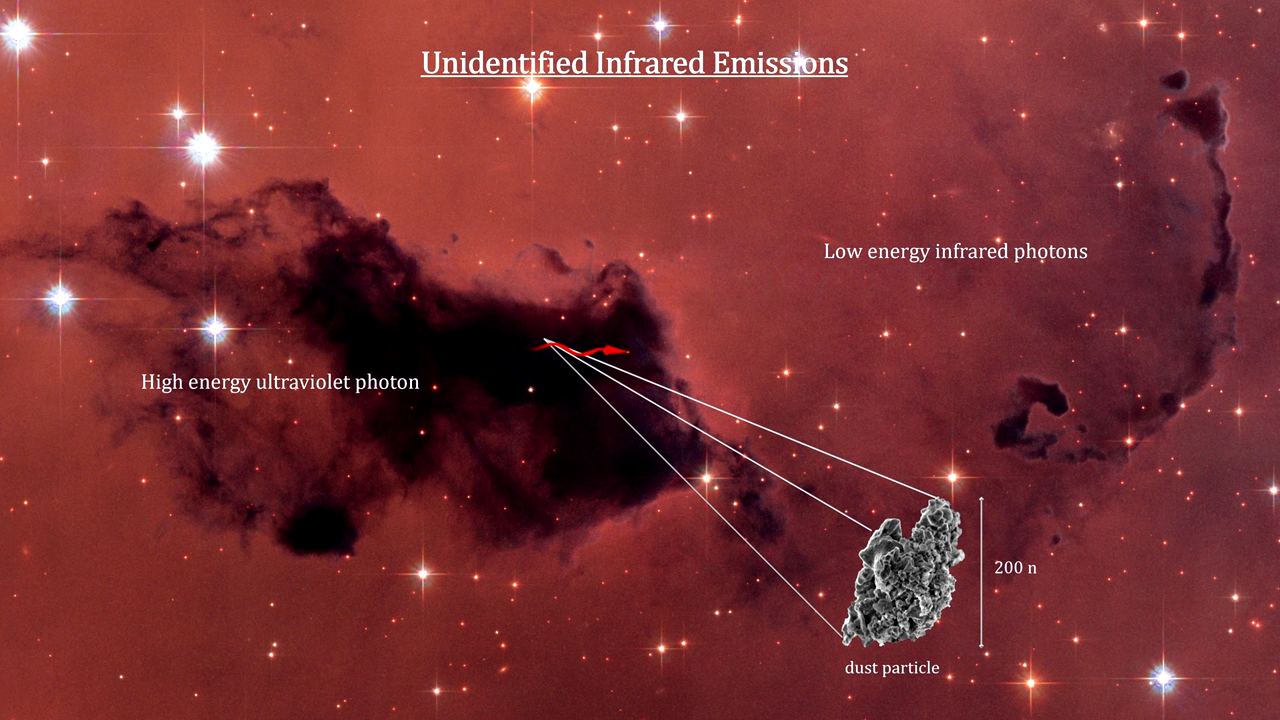 Unidentified Infrared Emissions
Low energy infrared photons
High energy ultraviolet photon
200 n
dust particle